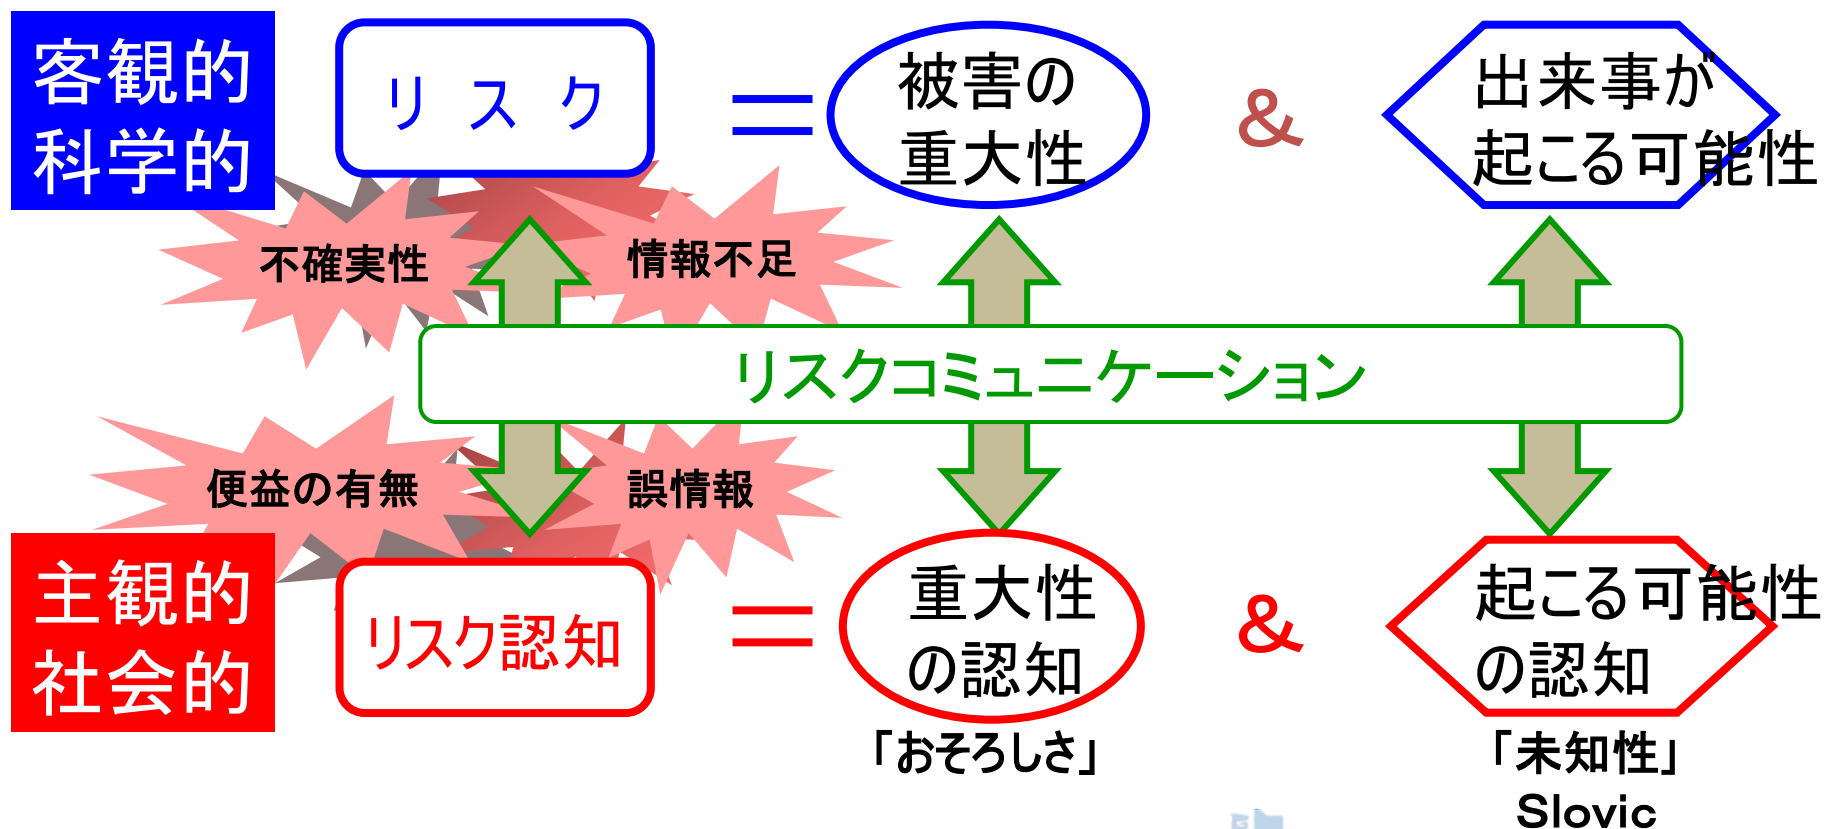 客観的
科学的
リスク
＝
被害の
重大性
&
出来事が
起こる可能性
不確実性
情報不足
リスクコミュニケーション
便益の有無
誤情報
主観的
社会的
リスク認知
＝
重大性
の認知
&
起こる可能性
の認知
「おそろしさ」
「未知性」
Slovic